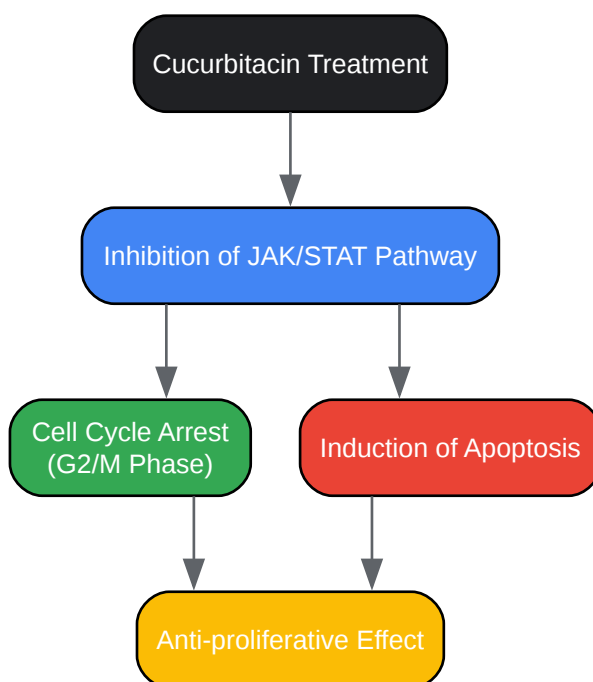 Cucurbitacin Treatment
Inhibition of JAK/STAT Pathway
Cell Cycle Arrest
(G2/M Phase)
Induction of Apoptosis
Anti-proliferative Effect